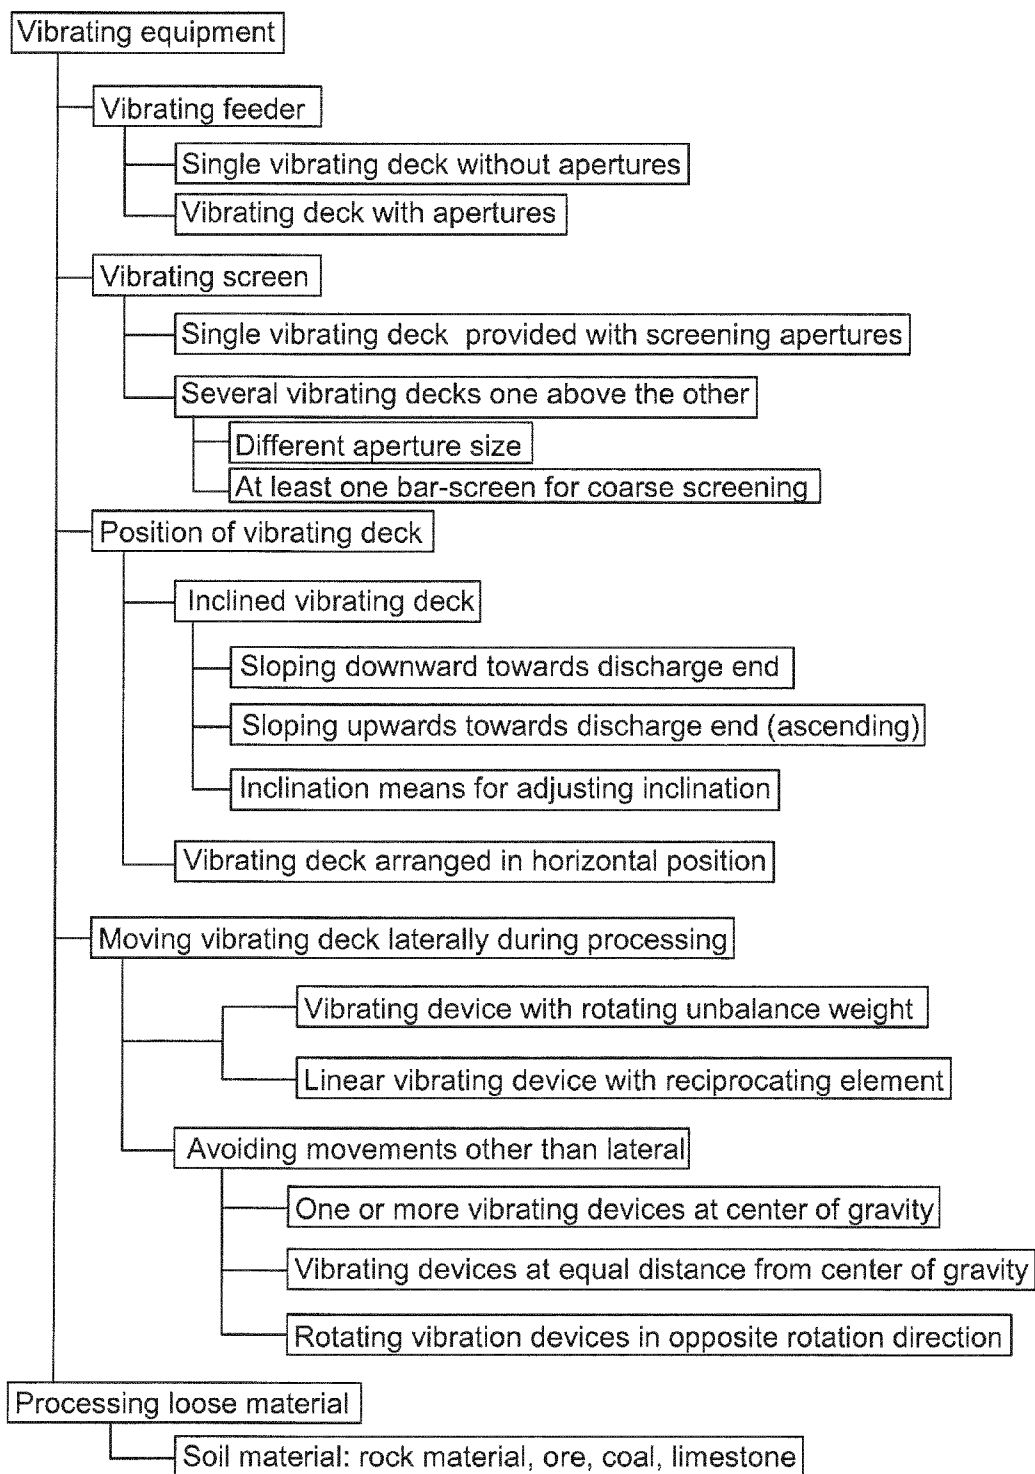 Vibrating equipment
Vibrating feeder
Single vibrating deck without apertures
Vibrating deck with apertures
Vibrating screen
Single vibrating deck provided with screening apertures
Several vibrating decks one above the other
Different aperture size
At least one bar-screen for coarse screening
Position of vibrating deck
Inclined vibrating deck
Sloping downward towards discharge end
Sloping upwards towards discharge end (ascending)
Inclination means for adjusting inclination
Vibrating deck arranged in horizontal position
Moving vibrating deck laterally during processing
Vibrating device with rotating unbalance weight
Linear vibrating device with reciprocating element
Avoiding movements other than lateral
One or more vibrating devices at center of gravity
Vibrating devices at equal distance from center of gravity
Rotating vibration devices in opposite rotation direction
Processing loose material
Soil material: rock material, ore, coal, limestone